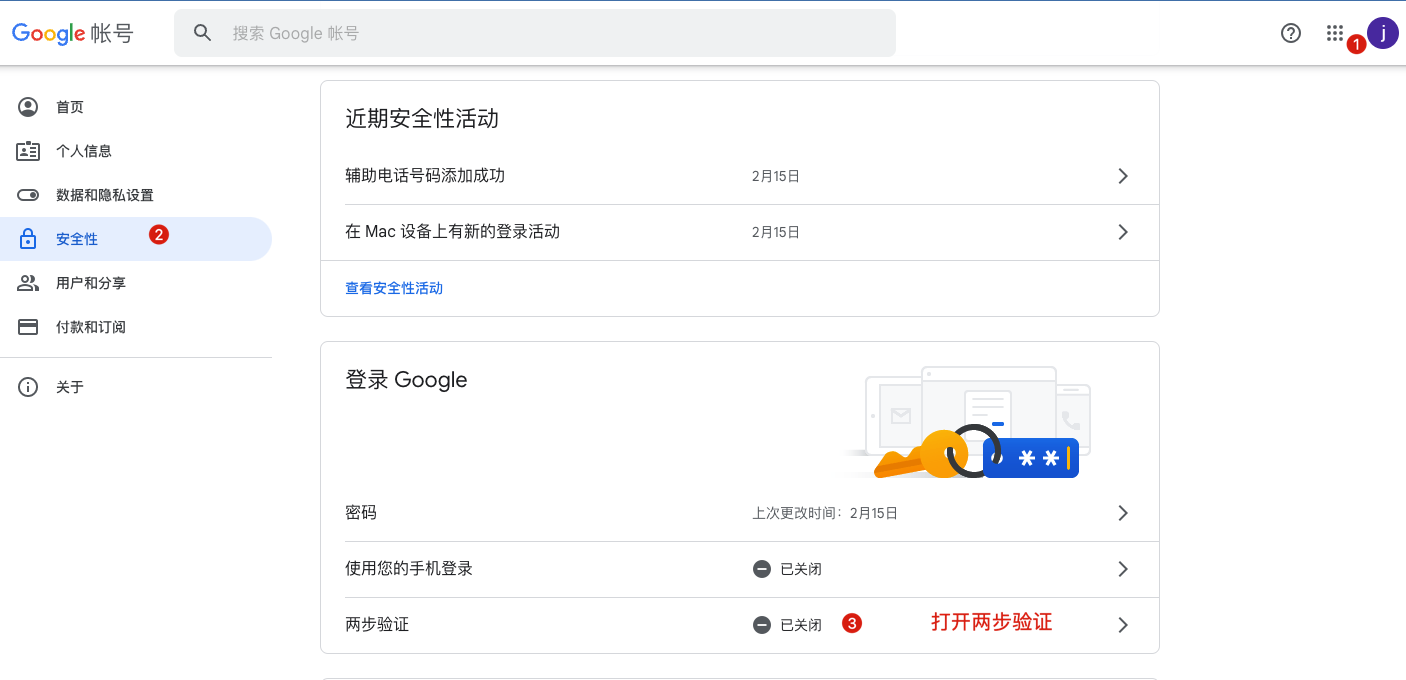 Google 帐号
搜索 Google 帐号
1
j
首页
个人信息
数据和隐私设置
安全性
2
用户和分享
付款和订阅
关于
近期安全性活动
辅助电话号码添加成功 2月15日
在 Mac 设备上有新的登录活动 2月15日
查看安全性活动
登录 Google
**
密码 上次更改时间：2月15日
使用您的手机登录 已关闭
两步验证 已关闭 3 打开两步验证